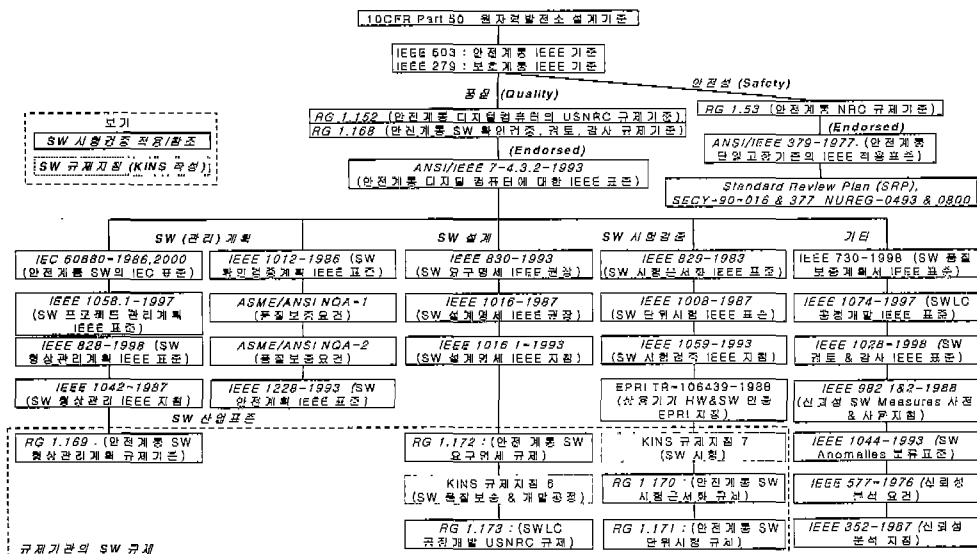 10CFR Part 50 원자력발전소 설계기준
IEEE 603 : 안전계통 IEEE 기준
IEEE 279 : 보호계통 IEEE 기준
품질 (Quality)
안전성 (Safety)
RG 1.152 (안전계통 디지털컴퓨터의 USNRC 규제기준)
RG 1.168 (안전계통 SW 확인검증, 검토, 감사 규제기준)
RG 1.53 (안전계통 NRC 규제기준)
(Endorsed)
(Endorsed)
ANSI/IEEE 7-4.3.2-1993
(안전계통 디지털 컴퓨터에 대한 IEEE 표준)
ANSI/IEEE 379-1977. (안전계통
단일고장기준의 IEEE 적용표준)
Standard Review Plan (SRP),
SECY-90-016 & 377 NUREG-0493 & 0800
보기
SW 시험검증 적용/참조
SW 규제지침 (KINS 작성)
SW (관리) 계획
SW 설계
SW 시험검증
기타
IEC 60880-1986,2000
(안전계통 SW의 IEC 표준)
IEEE 1058.1-1997
(SW 프로젝트 관리계획
IEEE 표준)
IEEE 828-1998 (SW
형상관리계획 IEEE 표준)
IEEE 1042-1987
(SW 형상관리 IEEE 지침)
IEEE 1012-1986 (SW
확인검증계획 IEEE 표준)
ASME/ANSI NQA-1
(품질보증요건)
ASME/ANSI NQA-2
(품질보증요건)
IEEE 1228-1993 (SW
안전계획 IEEE 표준)
IEEE 830-1993
(SW 요구명세 IEEE 권장)
IEEE 1016-1987
(SW 설계명세 IEEE 권장)
IEEE 1016 1-1993
(SW 설계명세 IEEE 지침)
IEEE 829-1983
(SW 시험문서화 IEEE 표준)
IEEE 1008-1987
(SW 단위시험 IEEE 표준)
IEEE 1059-1993
(SW 시험검증 IEEE 지침)
EPRI TR-106439-1988
(상용기기 HW&SW 인증
EPRI 지침)
IEEE 730-1998 (SW 품질
보증계획서 IEEE 표준)
IEEE 1074-1997 (SWLC
공정개발 IEEE 표준)
IEEE 1028-1998 (SW
검토 & 감사 IEEE 표준)
IEEE 982 1&2-1988
(신뢰성 SW Measures 사전
& 사용지침)
IEEE 1044-1993 (SW
Anomalies 분류표준)
IEEE 577-1976 (신뢰성
분석 요건)
IEEE 352-1987 (신뢰성
분석 지침)
SW 산업표준
RG 1.169 : (안전계통 SW
형상관리계획 규제기준)
RG 1.172 : (안전 계통 SW
요구명세 규제)
KINS 규제지침 6
(SW 품질보증 & 개발공정)
RG 1.173 : (SWLC
공정개발 USNRC 규제)
KINS 규제지침 7
(SW 시험)
RG 1.170 : (안전계통 SW
시험문서화 규제)
RG 1.171 : (안전계통 SW
단위시험 규제)
규제기관의 SW 규제